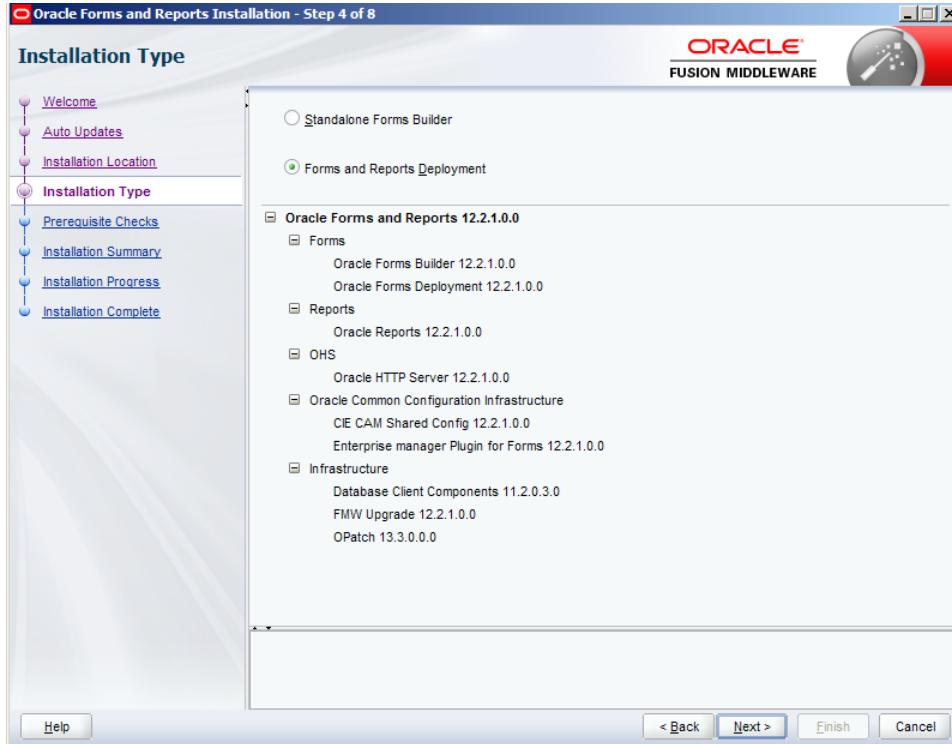 Oracle Forms and Reports Installation - Step 4 of 8
Installation Type
ORACLE
FUSION MIDDLEWARE
Welcome
Auto Updates
Installation Location
Installation Type
Prerequisite Checks
Installation Summary
Installation Progress
Installation Complete
Standalone Forms Builder
Forms and Reports Deployment
Oracle Forms and Reports 12.2.1.0.0
Forms
Oracle Forms Builder 12.2.1.0.0
Oracle Forms Deployment 12.2.1.0.0
Reports
Oracle Reports 12.2.1.0.0
OHS
Oracle HTTP Server 12.2.1.0.0
Oracle Common Configuration Infrastructure
CIE CAM Shared Config 12.2.1.0.0
Enterprise manager Plugin for Forms 12.2.1.0.0
Infrastructure
Database Client Components 11.2.0.3.0
FMW Upgrade 12.2.1.0.0
OPatch 13.3.0.0.0
Help
< Back
Next >
Finish
Cancel